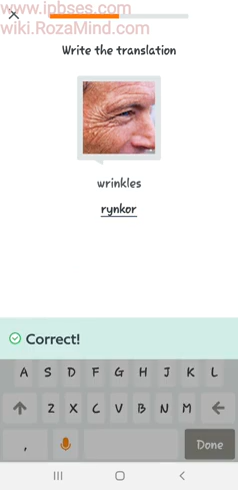 www.ipbses.com
wiki.RozaMind.com
Write the translation
wrinkles
rynkor
Correct!
A S D F G H J K L
Z X C V B N M
, Done